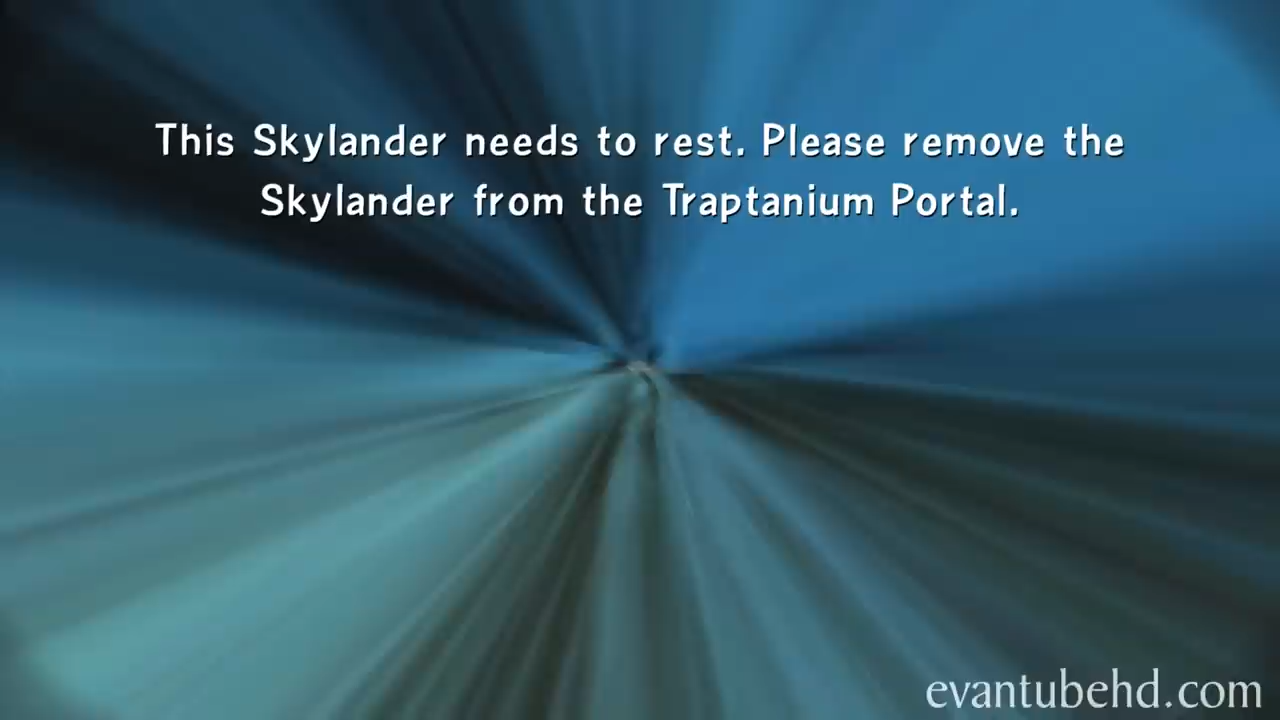 This Skylander needs to rest. Please remove the
Skylander from the Traptanium Portal.
evantubehd.com